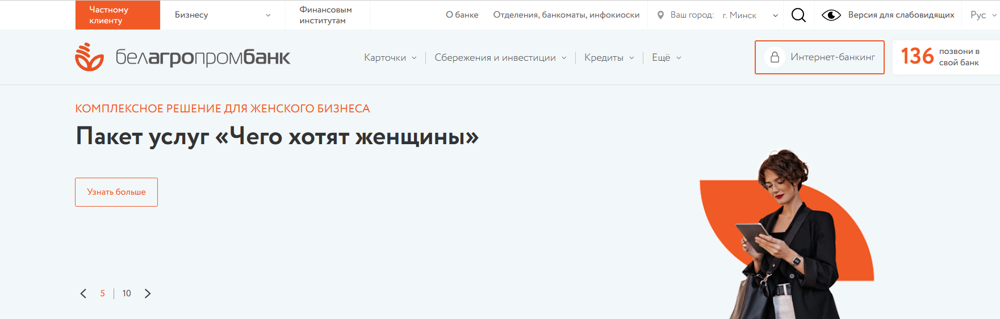 Частному
клиенту
Бизнесу
Финансовым
институтам
О банке
Отделения, банкоматы, инфокиоски
Ваш город: г. Минск
Версия для слабовидящих
Рус
белагропромбанк
Карточки
Сбережения и инвестиции
Кредиты
Ещё
Интернет-банкинг
136
позвони в
свой банк
КОМПЛЕКСНОЕ РЕШЕНИЕ ДЛЯ ЖЕНСКОГО БИЗНЕСА
Пакет услуг «Чего хотят женщины»
Узнать больше
5 | 10